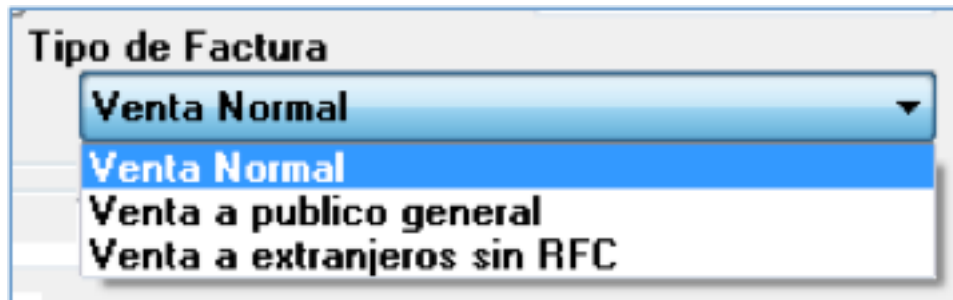 Tipo de Factura
Venta Normal
Venta Normal
Venta a publico general
Venta a extranjeros sin RFC